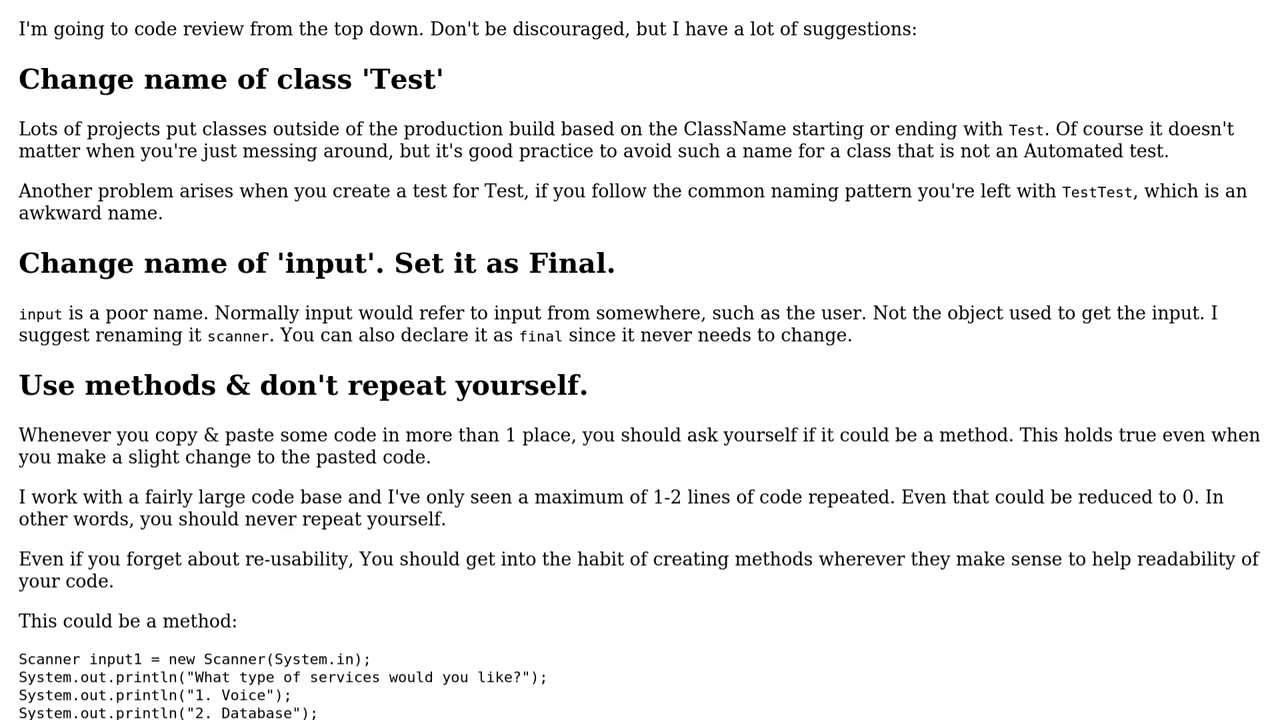 I'm going to code review from the top down. Don't be discouraged, but I have a lot of suggestions:
Change name of class 'Test'
Lots of projects put classes outside of the production build based on the ClassName starting or ending with Test. Of course it doesn't
matter when you're just messing around, but it's good practice to avoid such a name for a class that is not an Automated test.
Another problem arises when you create a test for Test, if you follow the common naming pattern you're left with TestTest, which is an
awkward name.
Change name of 'input'. Set it as Final.
input is a poor name. Normally input would refer to input from somewhere, such as the user. Not the object used to get the input. I
suggest renaming it scanner. You can also declare it as final since it never needs to change.
Use methods & don't repeat yourself.
Whenever you copy & paste some code in more than 1 place, you should ask yourself if it could be a method. This holds true even when
you make a slight change to the pasted code.
I work with a fairly large code base and I've only seen a maximum of 1-2 lines of code repeated. Even that could be reduced to 0. In
other words, you should never repeat yourself.
Even if you forget about re-usability, You should get into the habit of creating methods wherever they make sense to help readability of
your code.
This could be a method:
Scanner input1 = new Scanner(System.in);
System.out.println("What type of services would you like?");
System.out.println("1. Voice");
System.out.println("2. Database");